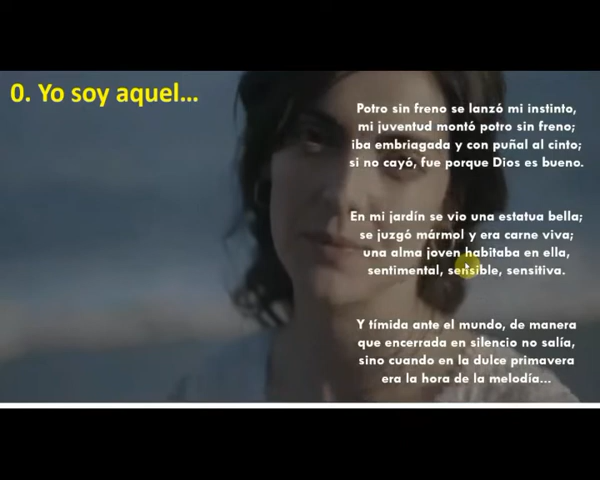 0. Yo soy aquel...
Potro sin freno se lanzó mi instinto,
mi juventud montó potro sin freno;
iba embriagada y con puñal al cinto;
si no cayó, fue porque Dios es bueno.
En mi jardín se vio una estatua bella;
se juzgó mármol y era carne viva;
una alma joven habitaba en ella,
sentimental, sensible, sensitiva.
Y tímida ante el mundo, de manera
que encerrada en silencio no salía,
sino cuando en la dulce primavera
era la hora de la melodía...